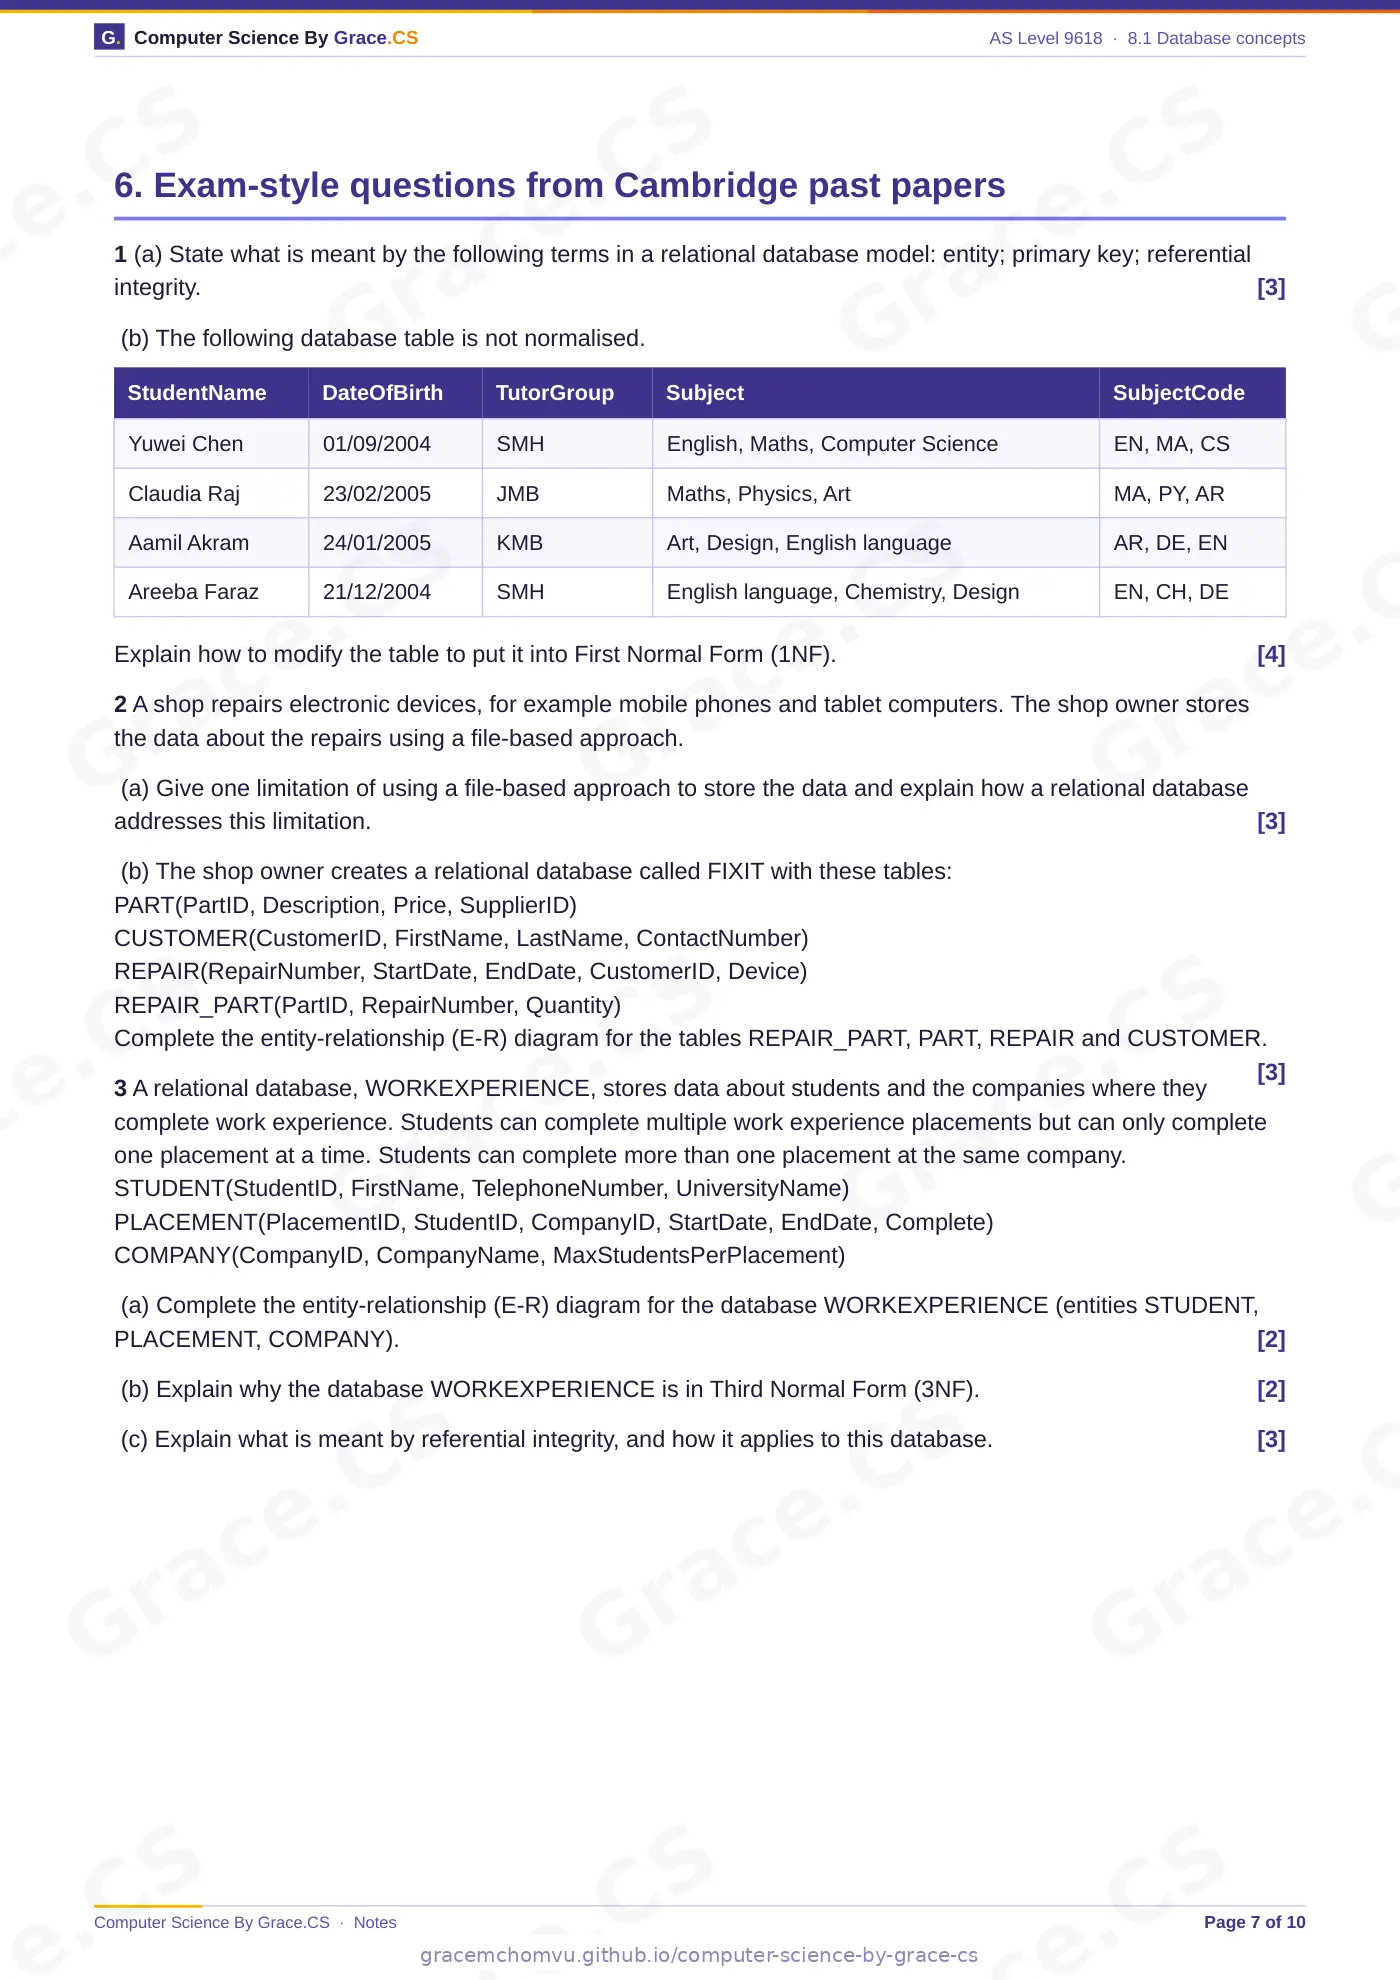 G. Computer Science By Grace.CS
AS Level 9618 · 8.1 Database concepts
6. Exam-style questions from Cambridge past papers
1 (a) State what is meant by the following terms in a relational database model: entity; primary key; referential
integrity. [3]
(b) The following database table is not normalised.
StudentName DateOfBirth TutorGroup Subject SubjectCode
Yuwei Chen 01/09/2004 SMH English, Maths, Computer Science EN, MA, CS
Claudia Raj 23/02/2005 JMB Maths, Physics, Art MA, PY, AR
Aamil Akram 24/01/2005 KMB Art, Design, English language AR, DE, EN
Areeba Faraz 21/12/2004 SMH English language, Chemistry, Design EN, CH, DE
Explain how to modify the table to put it into First Normal Form (1NF). [4]
2 A shop repairs electronic devices, for example mobile phones and tablet computers. The shop owner stores
the data about the repairs using a file-based approach.
(a) Give one limitation of using a file-based approach to store the data and explain how a relational database
addresses this limitation. [3]
(b) The shop owner creates a relational database called FIXIT with these tables:
PART(PartID, Description, Price, SupplierID)
CUSTOMER(CustomerID, FirstName, LastName, ContactNumber)
REPAIR(RepairNumber, StartDate, EndDate, CustomerID, Device)
REPAIR_PART(PartID, RepairNumber, Quantity)
Complete the entity-relationship (E-R) diagram for the tables REPAIR_PART, PART, REPAIR and CUSTOMER.
[3]
3 A relational database, WORKEXPERIENCE, stores data about students and the companies where they
complete work experience. Students can complete multiple work experience placements but can only complete
one placement at a time. Students can complete more than one placement at the same company.
STUDENT(StudentID, FirstName, TelephoneNumber, UniversityName)
PLACEMENT(PlacementID, StudentID, CompanyID, StartDate, EndDate, Complete)
COMPANY(CompanyID, CompanyName, MaxStudentsPerPlacement)
(a) Complete the entity-relationship (E-R) diagram for the database WORKEXPERIENCE (entities STUDENT,
PLACEMENT, COMPANY). [2]
(b) Explain why the database WORKEXPERIENCE is in Third Normal Form (3NF). [2]
(c) Explain what is meant by referential integrity, and how it applies to this database. [3]
Computer Science By Grace.CS · Notes
Page 7 of 10
gracemchomvu.github.io/computer-science-by-grace-cs